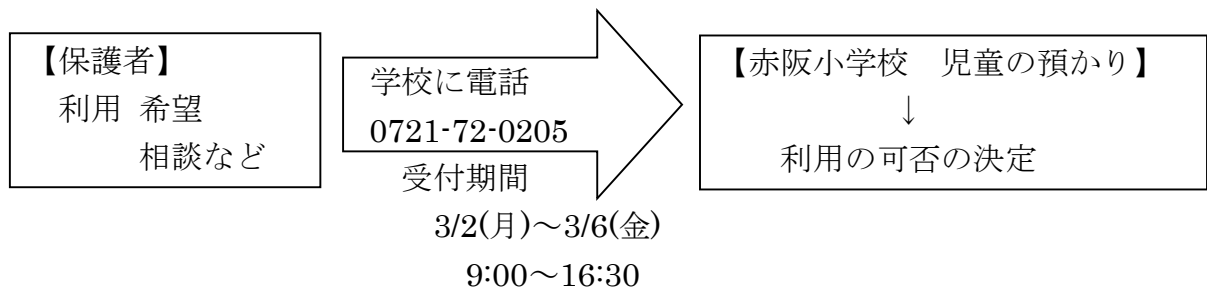 【保護者】
利用 希望
相談など
学校に電話
0721-72-0205
受付期間
3/2(月)～3/6(金)
9:00～16:30
【赤阪小学校　児童の預かり】
↓
利用の可否の決定